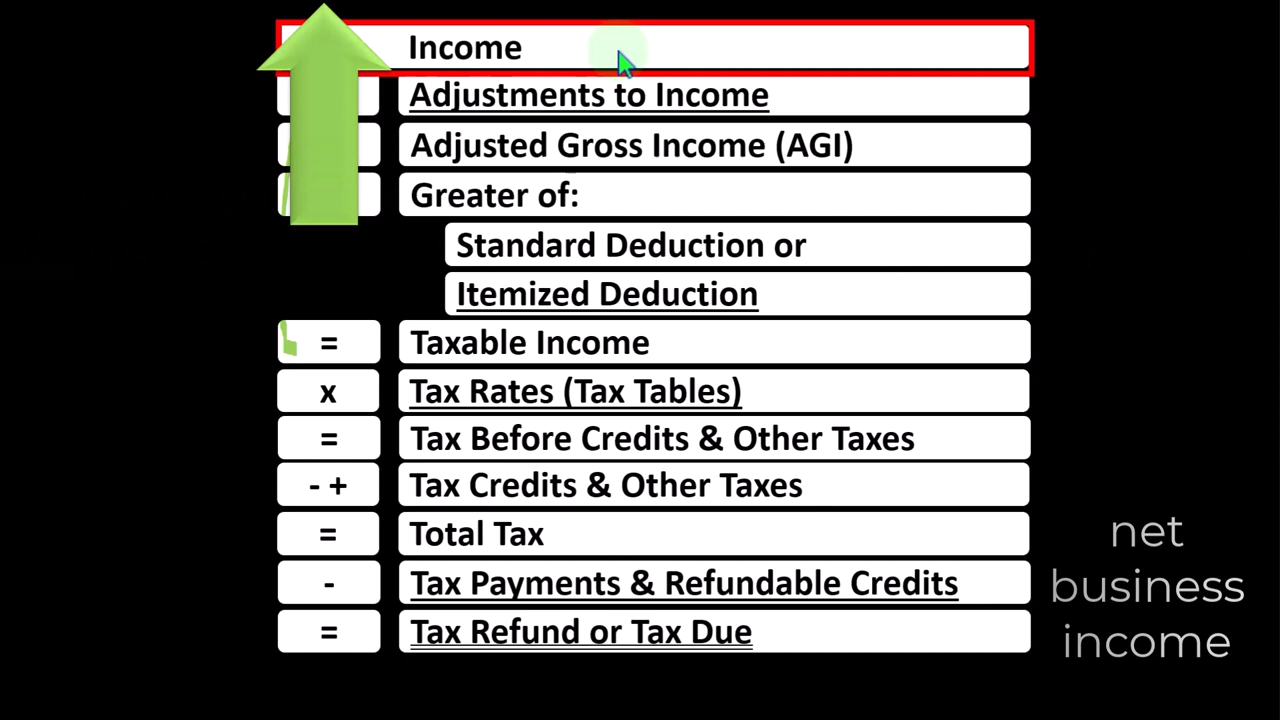 Income
Adjustments to Income
Adjusted Gross Income (AGI)
Greater of:
Standard Deduction or
Itemized Deduction
= Taxable Income
x Tax Rates (Tax Tables)
= Tax Before Credits & Other Taxes
- + Tax Credits & Other Taxes
= Total Tax
- Tax Payments & Refundable Credits
= Tax Refund or Tax Due
net
business
income